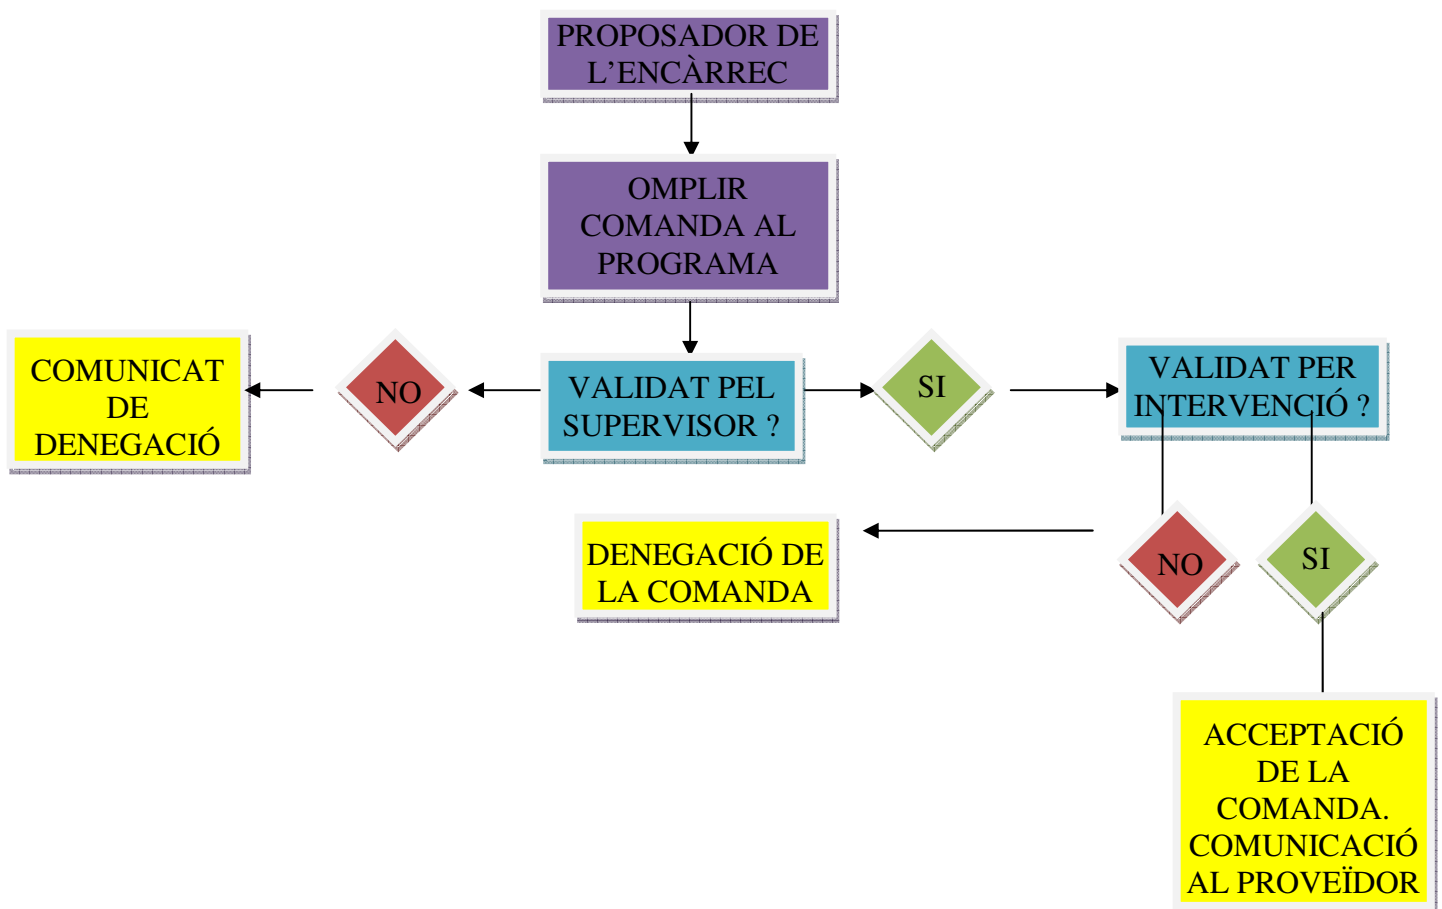 PROPOSADOR DE
L’ENCÀRREC
OMPLIR
COMANDA AL
PROGRAMA
COMUNICAT
DE
DENEGACIÓ
NO
VALIDAT PEL
SUPERVISOR ?
SI
VALIDAT PER
INTERVENCIÓ ?
DENEGACIÓ DE
LA COMANDA
NO
SI
ACCEPTACIÓ
DE LA
COMANDA.
COMUNICACIÓ
AL PROVEÏDOR